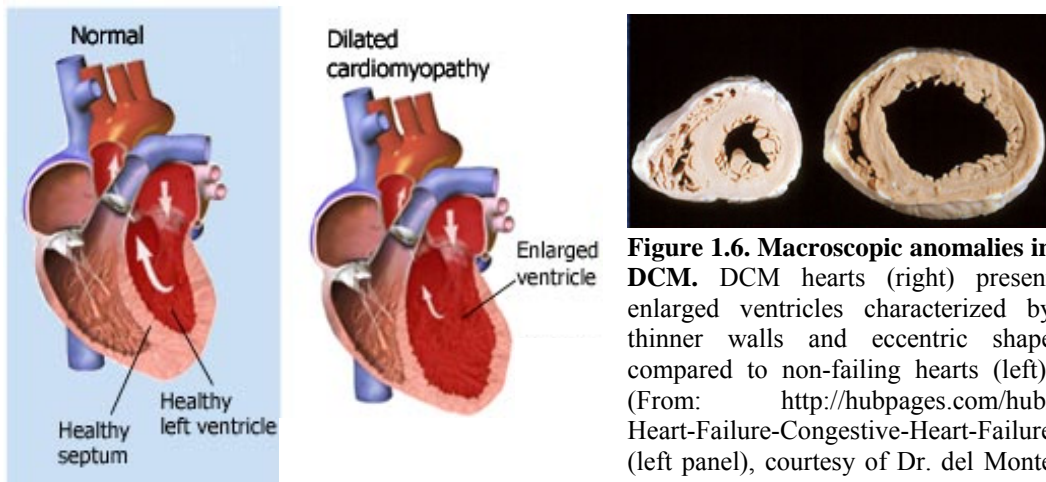 Normal
Dilated
cardiomyopathy
Enlarged
ventricle
Healthy
left ventricle
Healthy
septum
Figure 1.6. Macroscopic anomalies in
DCM. DCM hearts (right) present
enlarged ventricles characterized by
thinner walls and eccentric shape
compared to non-failing hearts (left)
(From: http://hubpages.com/hub
Heart-Failure-Congestive-Heart-Failure
(left panel), courtesy of Dr. del Monte